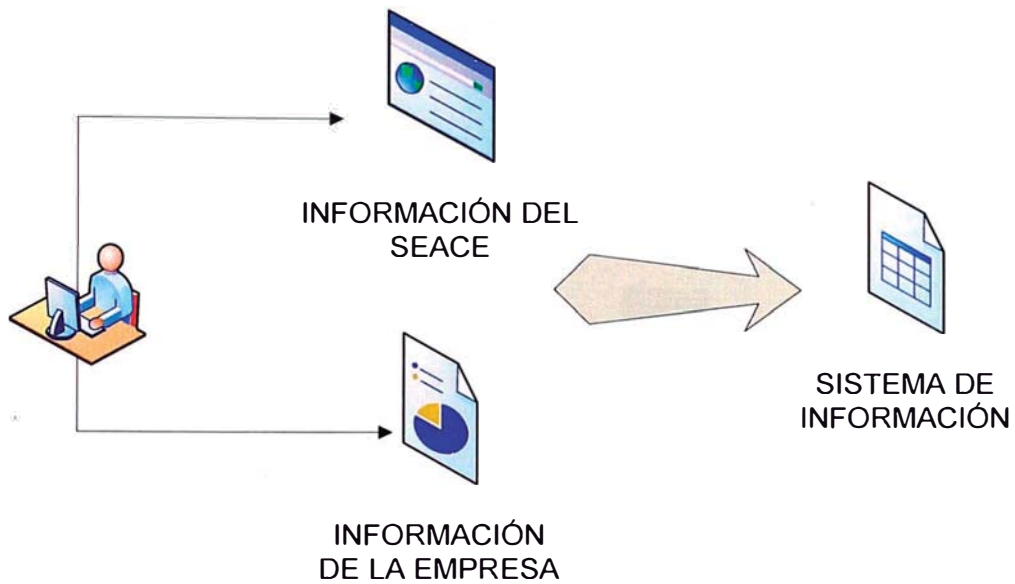 INFORMACIÓN DEL
SEACE
SISTEMA DE
INFORMACIÓN
INFORMACIÓN
DE LA EMPRESA